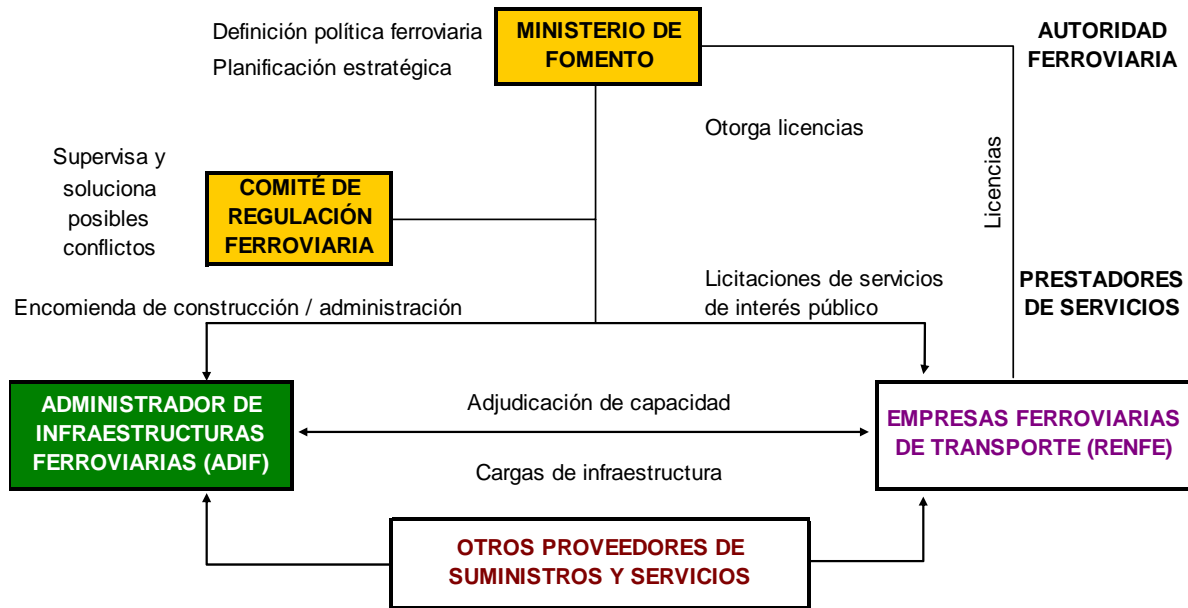 Definición política ferroviaria
Planificación estratégica
MINISTERIO DE
FOMENTO
AUTORIDAD
FERROVIARIA
Otorga licencias
Licencias
Supervisa y
soluciona
posibles
conflictos
COMITÉ DE
REGULACIÓN
FERROVIARIA
Encomienda de construcción / administración
Licitaciones de servicios
de interés público
PRESTADORES
DE SERVICIOS
ADMINISTRADOR DE
INFRAESTRUCTURAS
FERROVIARIAS (ADIF)
Adjudicación de capacidad
Cargas de infraestructura
EMPRESAS FERROVIARIAS
DE TRANSPORTE (RENFE)
OTROS PROVEEDORES DE
SUMINISTROS Y SERVICIOS